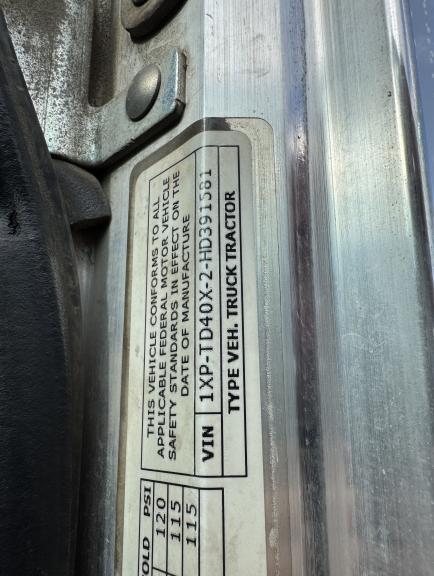 THIS VEHICLE CONFORMS TO ALL
APPLICABLE FEDERAL MOTOR VEHICLE
SAFETY STANDARDS IN EFFECT ON THE
DATE OF MANUFACTURE
VIN 1XP-TD40X-2-HD391581
TYPE VEH. TRUCK TRACTOR
OLD PSI
120
115
115